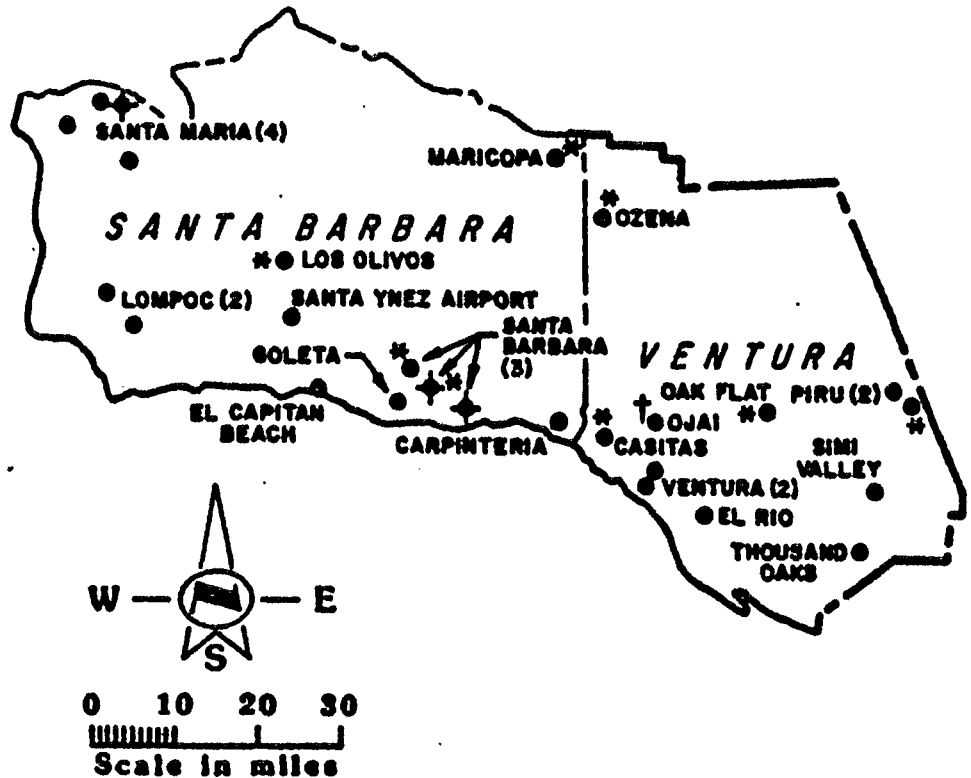 SANTA MARIA (4)
MARICOPA
OZENA
SANTA BARBARA
LOS OLIVOS
LOMPOC (2)
SANTA YNEZ AIRPORT
SANTA
BARBARA
(3)
GOLETA
VENTURA
EL CAPITAN
BEACH
OAK FLAT
PIRU (2)
OJAI
CARPINTERIA
CASITAS
SIMI
VALLEY
VENTURA (2)
EL RIO
THOUSAND
OAKS
W E
S
0 10 20 30
Scale in miles